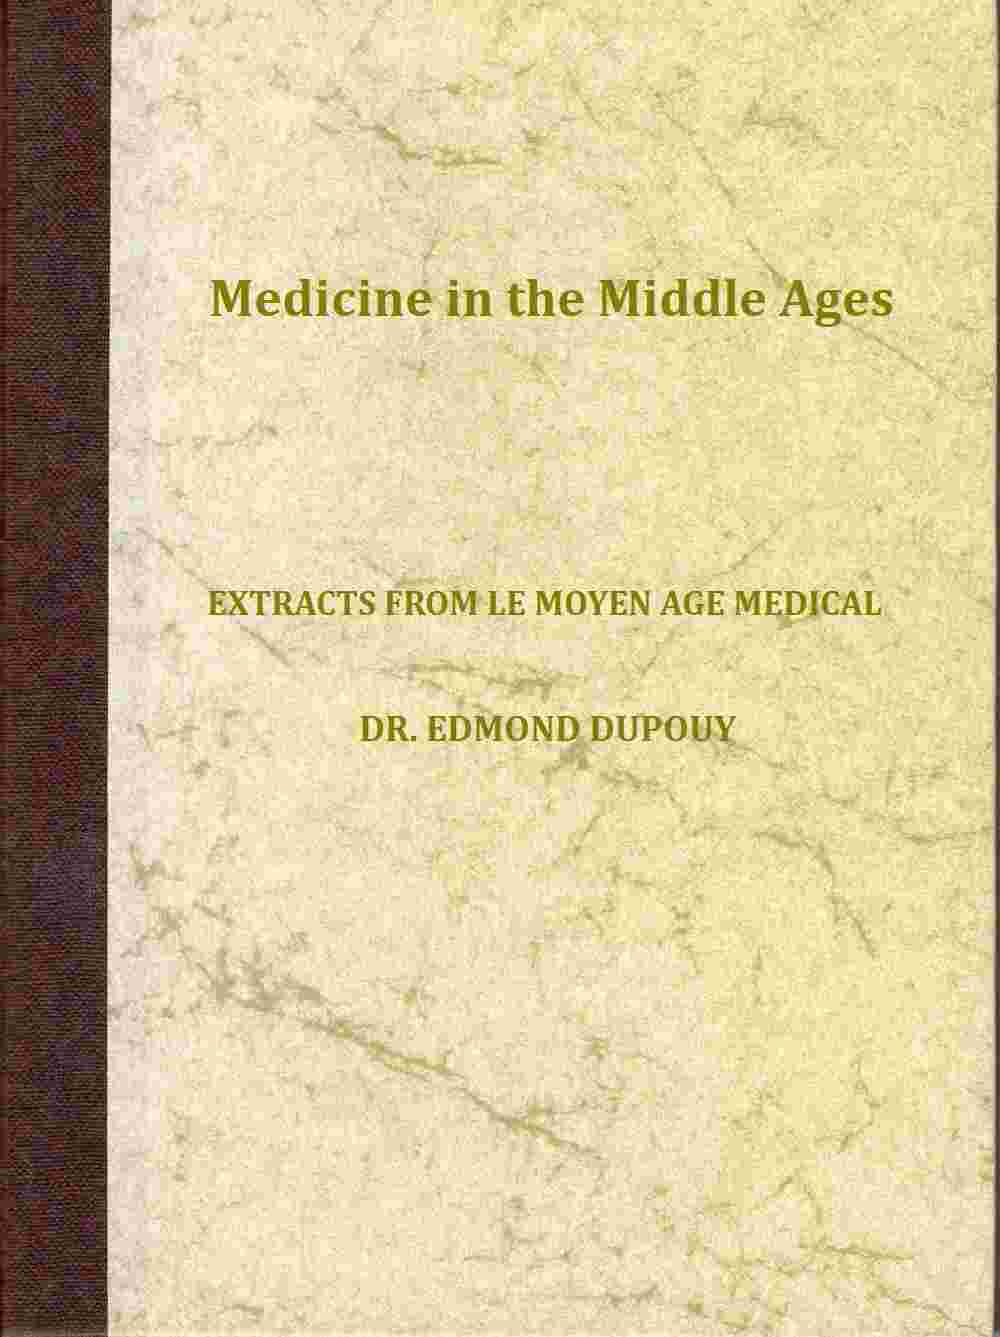 Medicine in the Middle Ages
EXTRACTS FROM LE MOYEN AGE MEDICAL
DR. EDMOND DUPOUY